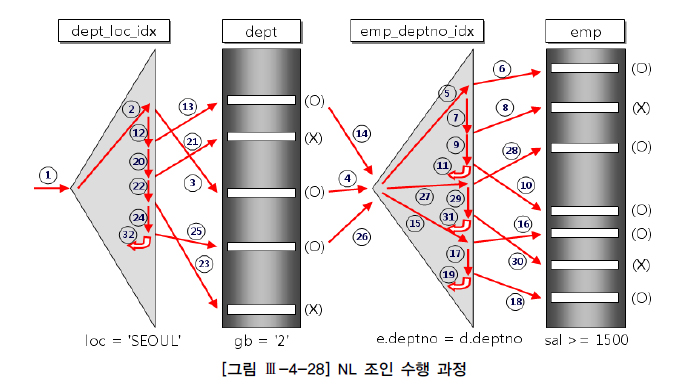 dept_loc_idx dept emp_deptno_idx emp
6
(O)
2 13 (O) 5 8
12 21 (X) 7 (X)
14 9 28 (O)
20 11
1 22 3 (O) 4 27 29 10
24 25 15 31 16 (O)
32 (O) 26 17 (O)
23 30 (X)
19 18 (O)
(X)
loc = 'SEOUL' gb = '2' e.deptno = d.deptno sal >= 1500
[그림 Ⅲ-4-28] NL 조인 수행 과정